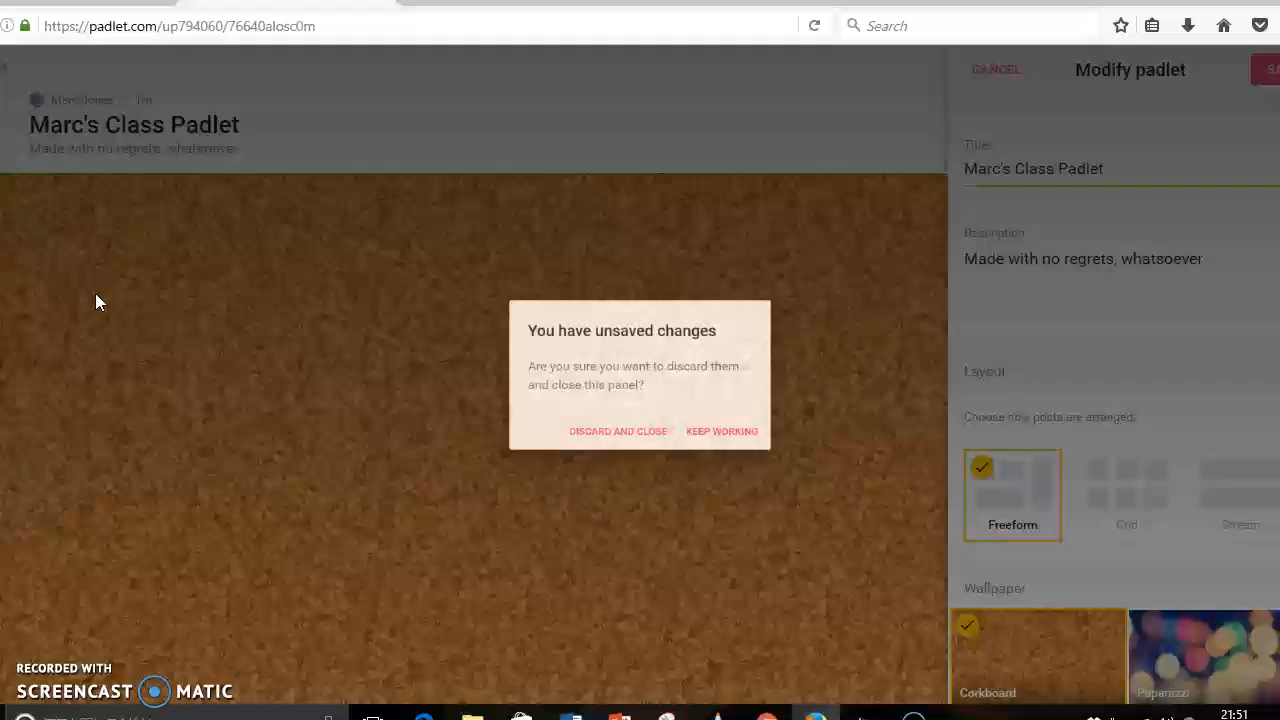 https://padlet.com/up794060/76640alosc0m
Search
CANCEL
Modify padlet
Marc Jones 1m
Marc's Class Padlet
Made with no regrets, whatsoever
Title
Marc's Class Padlet
Description
Made with no regrets, whatsoever
You have unsaved changes
Are you sure you want to discard them
and close this panel?
DISCARD AND CLOSE KEEP WORKING
Layout
Choose how posts are arranged.
Freeform Grid Stream
Wallpaper
Corkboard Paparazzi
RECORDED WITH
SCREENCAST MATIC
21:51